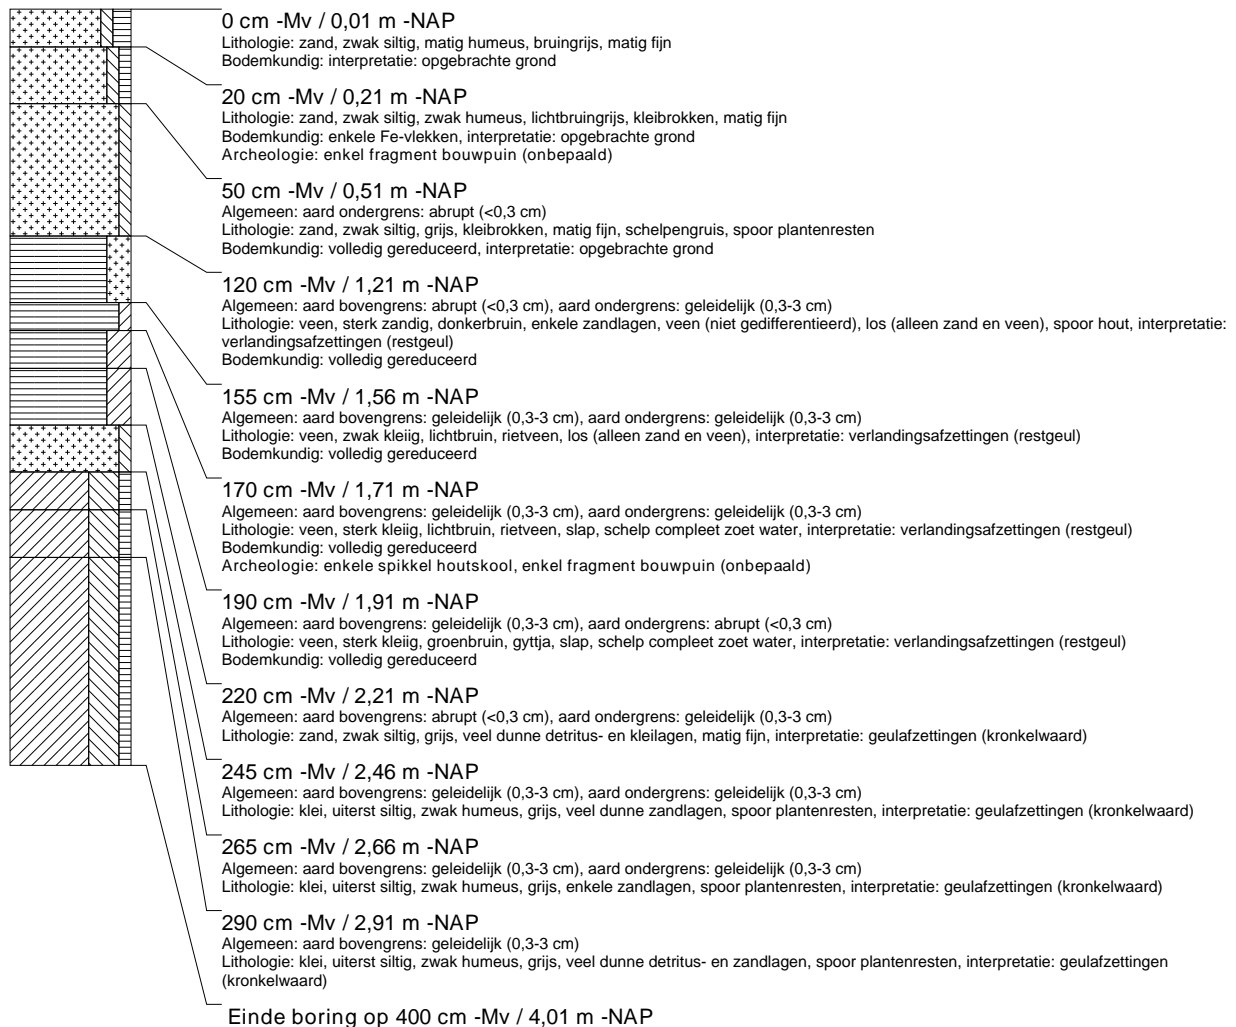 0 cm -Mv / 0,01 m -NAP
Lithologie: zand, zwak siltig, matig humeus, bruingrijs, matig fijn
Bodemkundig: interpretatie: opgebrachte grond
20 cm -Mv / 0,21 m -NAP
Lithologie: zand, zwak siltig, zwak humeus, lichtbruingrijs, kleibrokken, matig fijn
Bodemkundig: enkele Fe-vlekken, interpretatie: opgebrachte grond
Archeologie: enkel fragment bouwpuin (onbepaald)
50 cm -Mv / 0,51 m -NAP
Algemeen: aard ondergrens: abrupt (<0,3 cm)
Lithologie: zand, zwak siltig, grijs, kleibrokken, matig fijn, schelpengruis, spoor plantenresten
Bodemkundig: volledig gereduceerd, interpretatie: opgebrachte grond
120 cm -Mv / 1,21 m -NAP
Algemeen: aard bovengrens: abrupt (<0,3 cm), aard ondergrens: geleidelijk (0,3-3 cm)
Lithologie: veen, sterk zandig, donkerbruin, enkele zandlagen, veen (niet gedifferentieerd), los (alleen zand en veen), spoor hout, interpretatie:
verlandingsafzettingen (restgeul)
Bodemkundig: volledig gereduceerd
155 cm -Mv / 1,56 m -NAP
Algemeen: aard bovengrens: geleidelijk (0,3-3 cm), aard ondergrens: geleidelijk (0,3-3 cm)
Lithologie: veen, zwak kleiig, lichtbruin, rietveen, los (alleen zand en veen), interpretatie: verlandingsafzettingen (restgeul)
Bodemkundig: volledig gereduceerd
170 cm -Mv / 1,71 m -NAP
Algemeen: aard bovengrens: geleidelijk (0,3-3 cm), aard ondergrens: geleidelijk (0,3-3 cm)
Lithologie: veen, sterk kleiig, lichtbruin, rietveen, slap, schelp compleet zoet water, interpretatie: verlandingsafzettingen (restgeul)
Bodemkundig: volledig gereduceerd
Archeologie: enkele spikkel houtskool, enkel fragment bouwpuin (onbepaald)
190 cm -Mv / 1,91 m -NAP
Algemeen: aard bovengrens: geleidelijk (0,3-3 cm), aard ondergrens: abrupt (<0,3 cm)
Lithologie: veen, sterk kleiig, groenbruin, gyttja, slap, schelp compleet zoet water, interpretatie: verlandingsafzettingen (restgeul)
Bodemkundig: volledig gereduceerd
220 cm -Mv / 2,21 m -NAP
Algemeen: aard bovengrens: abrupt (<0,3 cm), aard ondergrens: geleidelijk (0,3-3 cm)
Lithologie: zand, zwak siltig, grijs, veel dunne detritus- en kleilagen, matig fijn, interpretatie: geulafzettingen (kronkelwaard)
245 cm -Mv / 2,46 m -NAP
Algemeen: aard bovengrens: geleidelijk (0,3-3 cm), aard ondergrens: geleidelijk (0,3-3 cm)
Lithologie: klei, uiterst siltig, zwak humeus, grijs, veel dunne zandlagen, spoor plantenresten, interpretatie: geulafzettingen (kronkelwaard)
265 cm -Mv / 2,66 m -NAP
Algemeen: aard bovengrens: geleidelijk (0,3-3 cm), aard ondergrens: geleidelijk (0,3-3 cm)
Lithologie: klei, uiterst siltig, zwak humeus, grijs, enkele zandlagen, spoor plantenresten, interpretatie: geulafzettingen (kronkelwaard)
290 cm -Mv / 2,91 m -NAP
Algemeen: aard bovengrens: geleidelijk (0,3-3 cm)
Lithologie: klei, uiterst siltig, zwak humeus, grijs, veel dunne detritus- en zandlagen, spoor plantenresten, interpretatie: geulafzettingen
(kronkelwaard)
Einde boring op 400 cm -Mv / 4,01 m -NAP